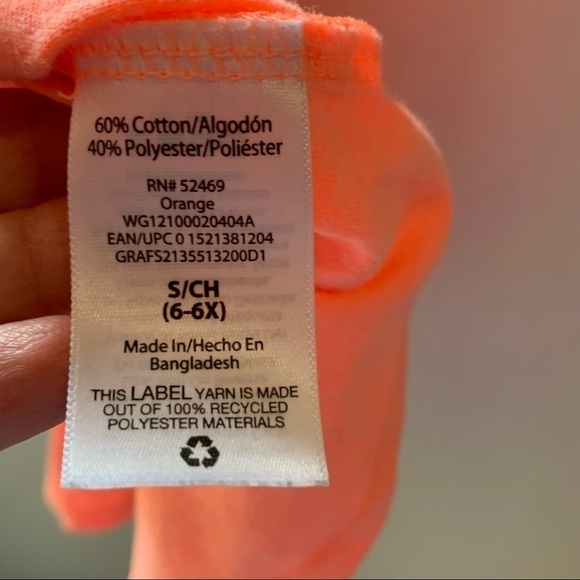 60% Cotton/Algodón
40% Polyester/Poliéster
RN# 52469
Orange
WG12100020404A
EAN/UPC 0 1521381204
GRAFS2135513200D1
S/CH
(6-6X)
Made In/Hecho En
Bangladesh
THIS LABEL YARN IS MADE
OUT OF 100% RECYCLED
POLYESTER MATERIALS